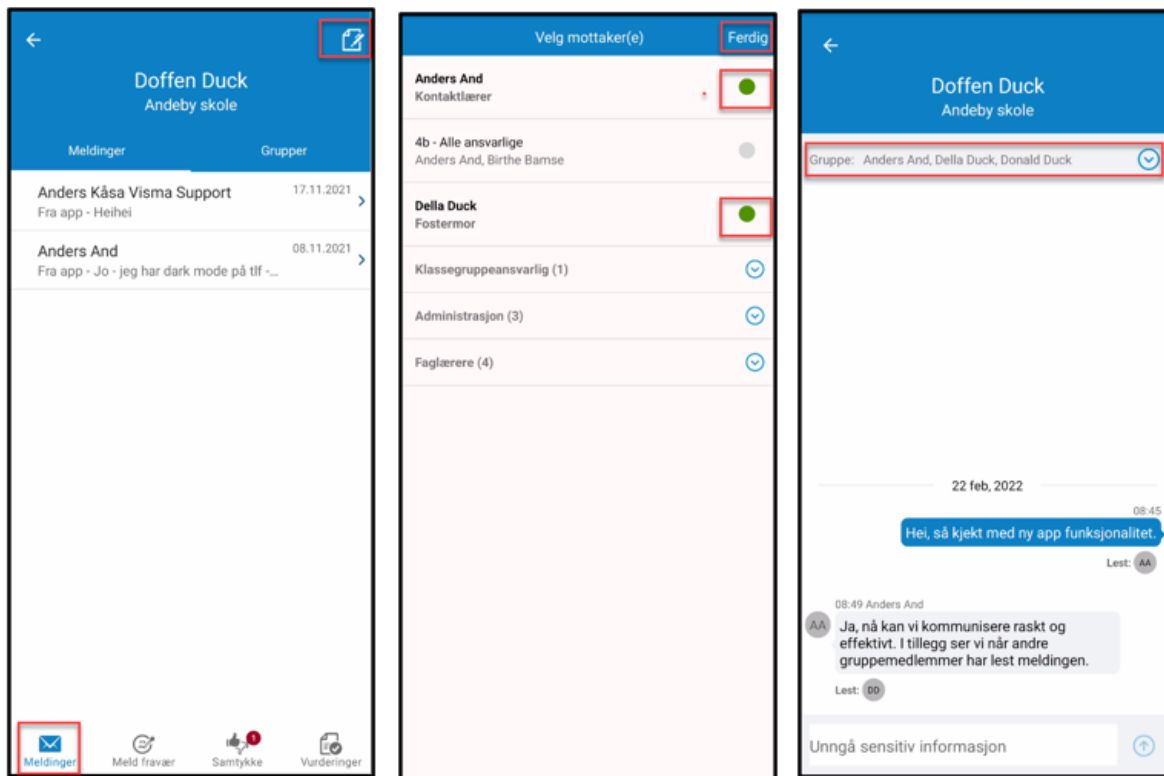 Doffen Duck
Andeby skole
Meldinger
Grupper
Anders Kåsa Visma Support
17.11.2021
Fra app - Heihei
Anders And
08.11.2021
Fra app - Jo - jeg har dark mode på tlf -...
Meldinger
Meld fravær
1
Samtykke
Vurderinger
Velg mottaker(e)
Ferdig
Anders And
Kontaktlærer
4b - Alle ansvarlige
Anders And, Birthe Bamse
Della Duck
Fostermor
Klassegruppeansvarlig (1)
Administrasjon (3)
Faglærere (4)
Doffen Duck
Andeby skole
Gruppe: Anders And, Della Duck, Donald Duck
22 feb, 2022
08:45
Hei, så kjekt med ny app funksjonalitet.
Lest: AA
08:49 Anders And
AA
Ja, nå kan vi kommunisere raskt og
effektivt. I tillegg ser vi når andre
gruppemedlemmer har lest meldingen.
Lest: DD
Unngå sensitiv informasjon